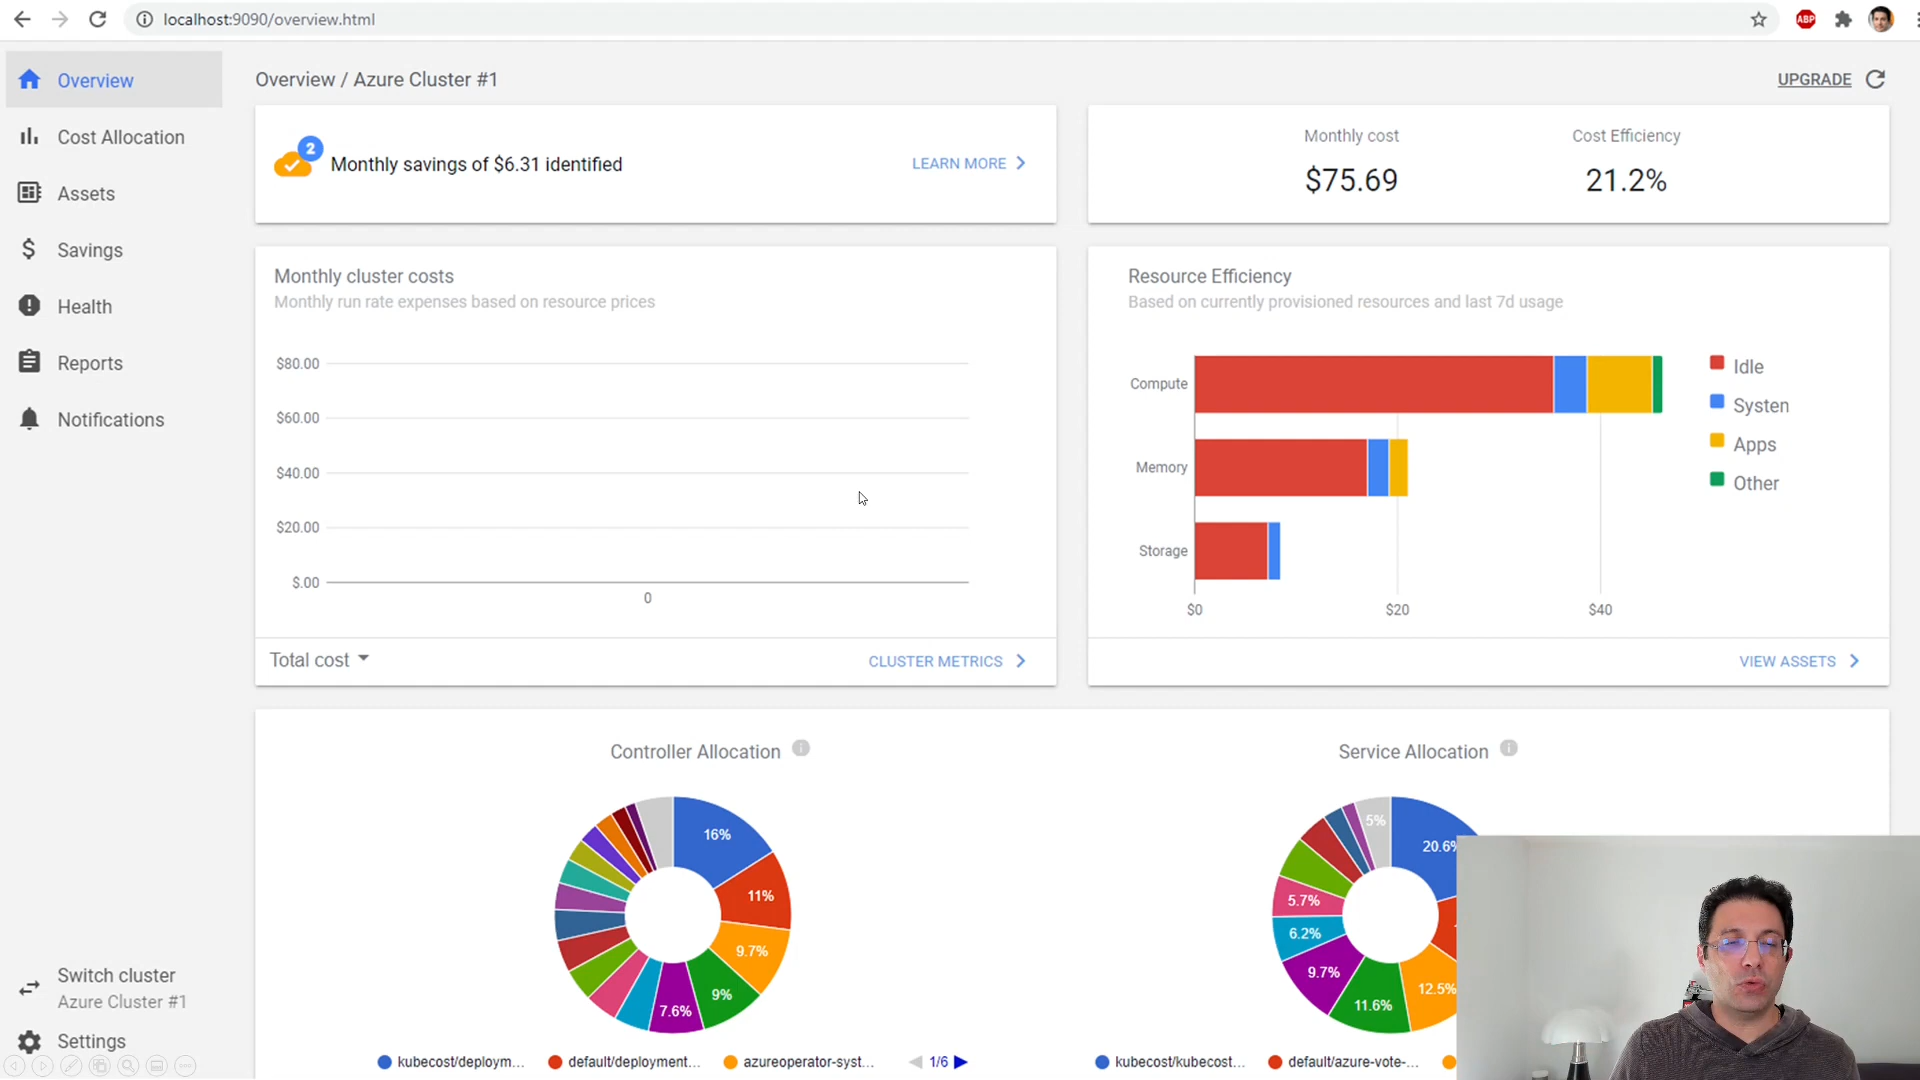 localhost:9090/overview.html
ABP
Overview
Cost Allocation
Assets
Savings
Health
Reports
Notifications
Switch cluster
Azure Cluster #1
Settings
Overview / Azure Cluster #1
UPGRADE
2
Monthly savings of $6.31 identified
LEARN MORE
Monthly cost
$75.69
Cost Efficiency
21.2%
Monthly cluster costs
Monthly run rate expenses based on resource prices
$80.00
$60.00
$40.00
$20.00
$.00
0
Total cost
CLUSTER METRICS
Resource Efficiency
Based on currently provisioned resources and last 7d usage
Compute
Memory
Storage
$0
$20
$40
Idle
Systen
Apps
Other
VIEW ASSETS
Controller Allocation
16%
11%
9.7%
9%
7.6%
kubecost/deploym...
default/deployment...
azureoperator-syst...
1/6
Service Allocation
5%
20.6%
5.7%
6.2%
9.7%
11.6%
12.5%
kubecost/kubecost...
default/azure-vote-...